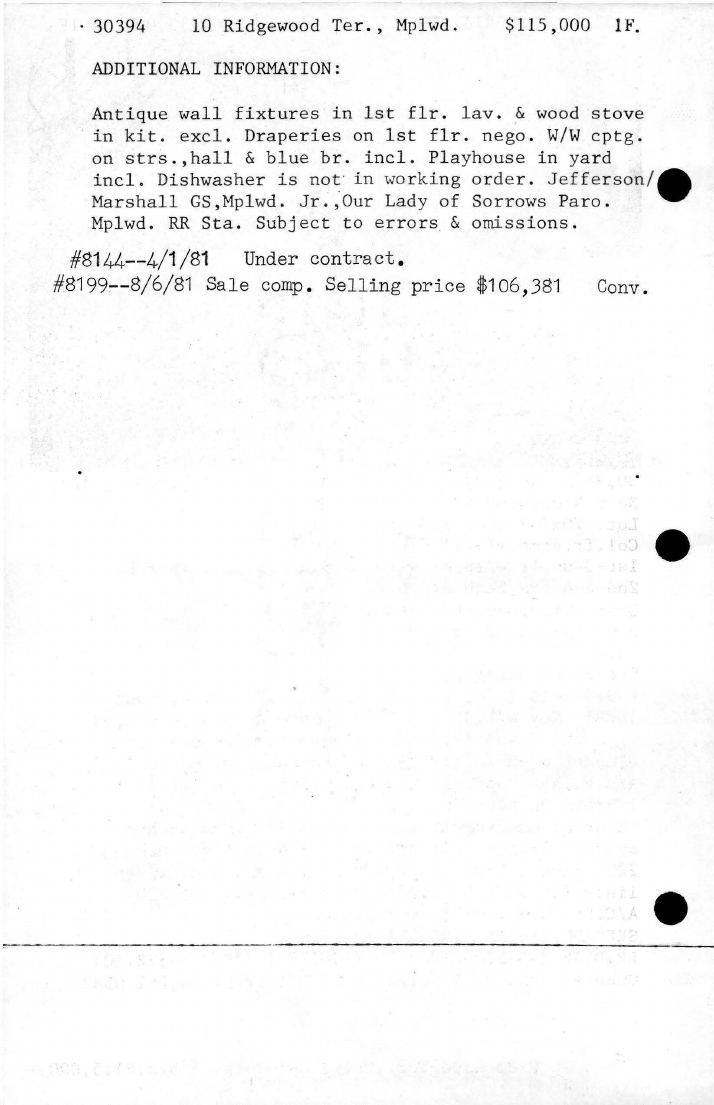 30394 10 Ridgewood Ter., Mplwd. $115,000 1F.
ADDITIONAL INFORMATION:
Antique wall fixtures in 1st flr. lav. & wood stove
in kit. excl. Draperies on 1st flr. nego. W/W cptg.
on strs.,hall & blue br. incl. Playhouse in yard
incl. Dishwasher is not in working order. Jefferson/
Marshall GS,Mplwd. Jr.,Our Lady of Sorrows Paro.
Mplwd. RR Sta. Subject to errors & omissions.
#8144--4/1/81 Under contract.
#8199--8/6/81 Sale comp. Selling price $106,381 Conv.